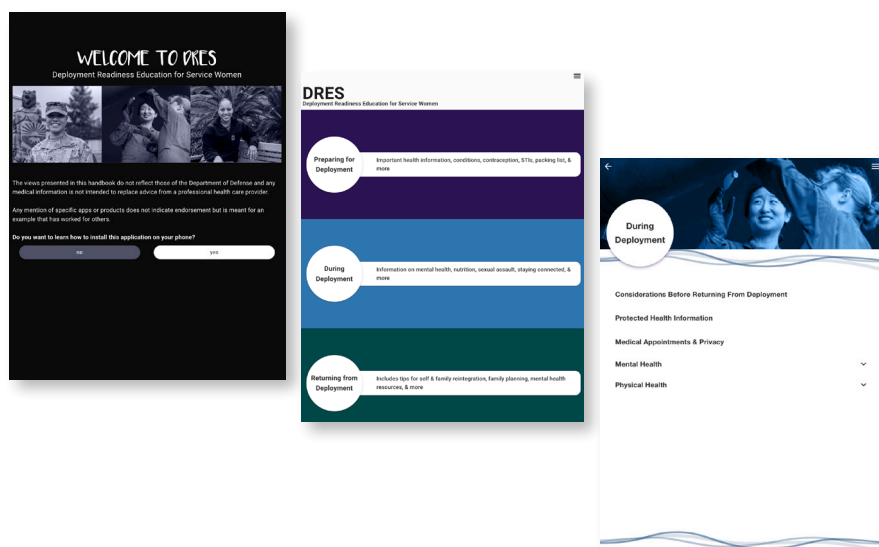 WELCOME TO DRES
Deployment Readiness Education for Service Women
The views presented in this handbook do not reflect those of the Department of Defense and any
medical information is not intended to replace advice from a professional health care provider.
Any mention of specific apps or products does not indicate endorsement but is meant for an
example that has worked for others.
Do you want to learn how to install this application on your phone?
no
yes
DRES
Deployment Readiness Education for Service Women
Preparing for
Deployment
Important health information, conditions, contraception, STIs, packing list, &
more
During
Deployment
Information on mental health, nutrition, sexual assault, staying connected, &
more
Returning from
Deployment
Includes tips for self & family reintegration, family planning, mental health
resources, & more
During
Deployment
Considerations Before Returning From Deployment
Protected Health Information
Medical Appointments & Privacy
Mental Health
Physical Health